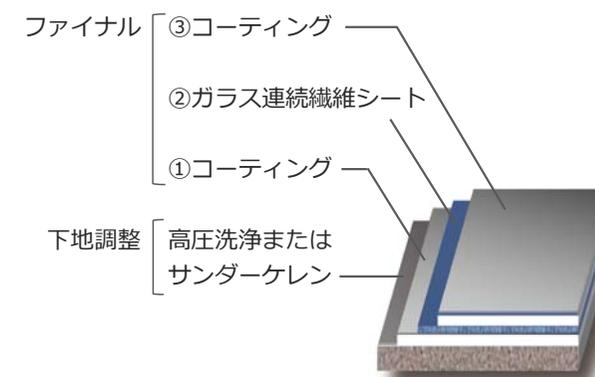 ファイナル
③コーティング
②ガラス連続繊維シート
①コーティング
下地調整
高圧洗浄または
サンダーケレン